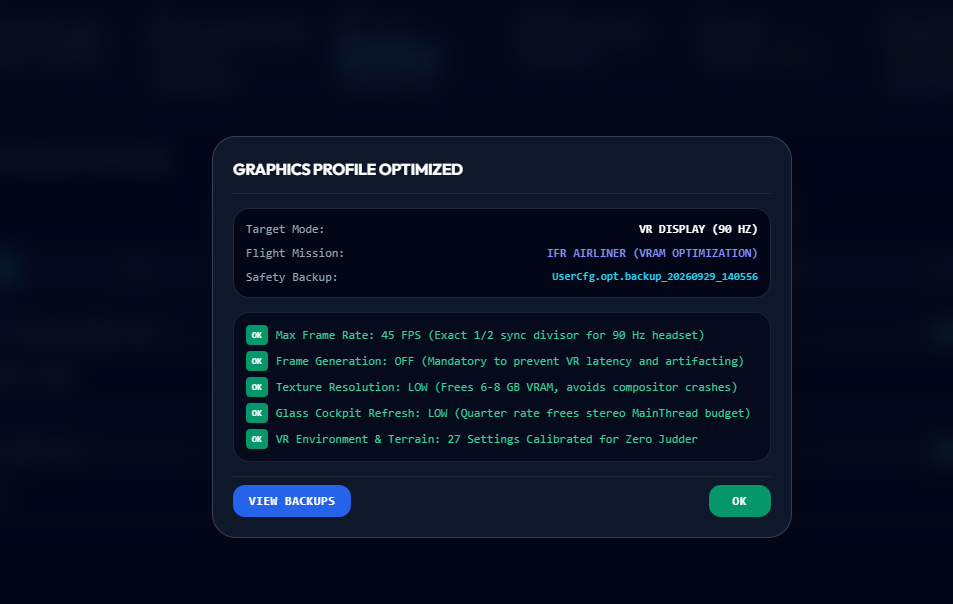 GRAPHICS PROFILE OPTIMIZED
Target Mode: VR DISPLAY (90 HZ)
Flight Mission: IFR AIRLINER (VRAM OPTIMIZATION)
Safety Backup: UserCfg.opt.backup_20260929_140556
OK Max Frame Rate: 45 FPS (Exact 1/2 sync divisor for 90 Hz headset)
OK Frame Generation: OFF (Mandatory to prevent VR latency and artifacting)
OK Texture Resolution: LOW (Frees 6-8 GB VRAM, avoids compositor crashes)
OK Glass Cockpit Refresh: LOW (Quarter rate frees stereo MainThread budget)
OK VR Environment & Terrain: 27 Settings Calibrated for Zero Judder
VIEW BACKUPS OK